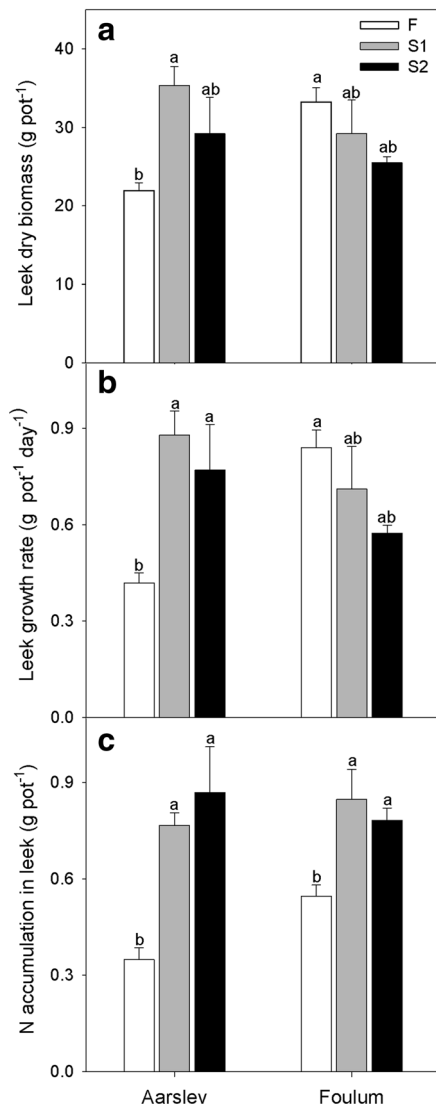 a
F
S1
S2
Leek dry biomass (g pot⁻¹)
40
30
20
10
0
b
a
ab
a
ab
ab
b
Leek growth rate (g pot⁻¹ day⁻¹)
0.9
0.6
0.3
0.0
b
a
a
a
ab
ab
c
N accumulation in leek (g pot⁻¹)
0.9
0.6
0.3
0.0
b
a
a
b
a
a
Aarslev
Foulum